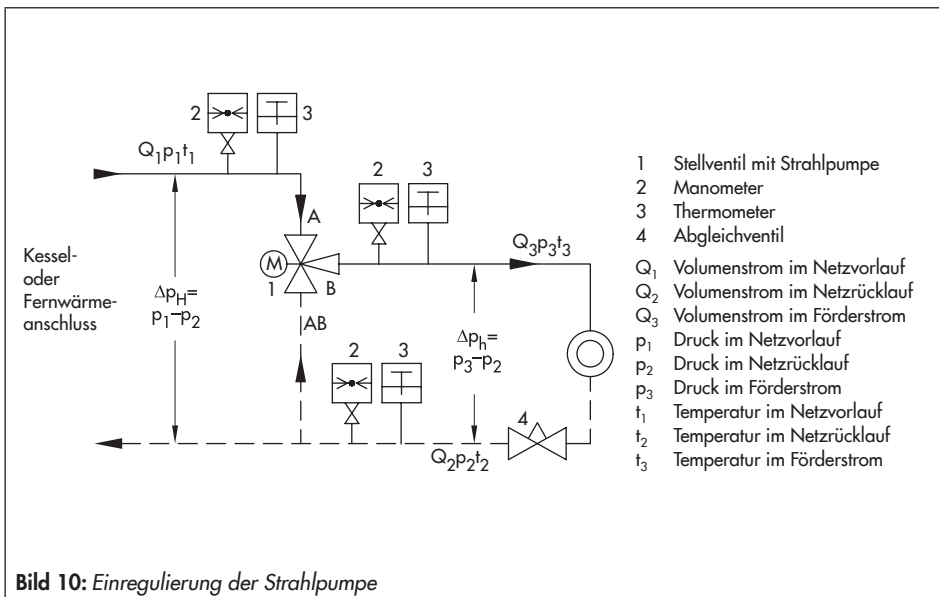 2
3
Q1p1t1
A
2
3
Q3p3t3
Kessel-
oder
Fernwärme-
anschluss
ΔpH=
p1–p2
M
1
B
AB
Δph=
p3–p2
2
3
4
Q2p2t2
1 Stellventil mit Strahlpumpe
2 Manometer
3 Thermometer
4 Abgleichventil
Q1 Volumenstrom im Netzvorlauf
Q2 Volumenstrom im Netzrücklauf
Q3 Volumenstrom im Förderstrom
p1 Druck im Netzvorlauf
p2 Druck im Netzrücklauf
p3 Druck im Förderstrom
t1 Temperatur im Netzvorlauf
t2 Temperatur im Netzrücklauf
t3 Temperatur im Förderstrom
Bild 10: Einregulierung der Strahlpumpe